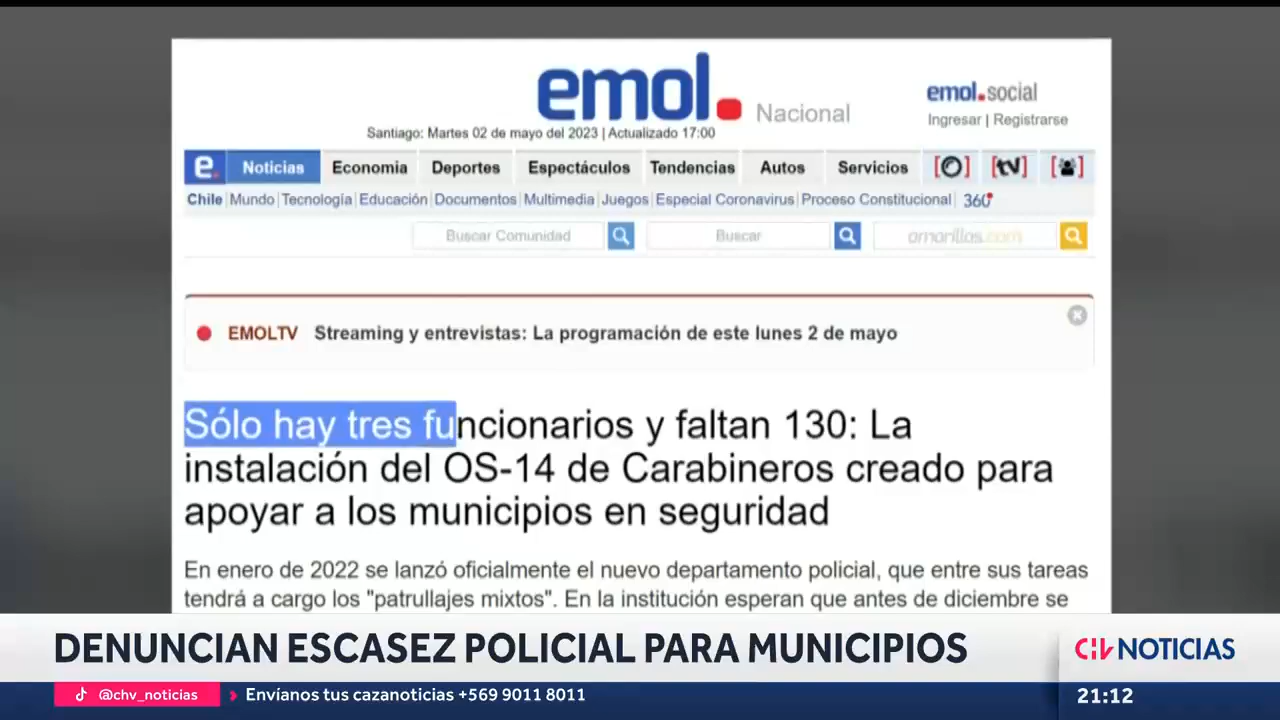 emol.
Nacional
emol.social
Ingresar | Registrarse
Santiago: Martes 02 de mayo del 2023 | Actualizado 17:00
e. Noticias Economia Deportes Espectáculos Tendencias Autos Servicios [tv]
Chile Mundo Tecnología Educación Documentos Multimedia Juegos Especial Coronavirus Proceso Constitucional 360°
Buscar Comunidad Buscar amarillas.com
EMOLTV Streaming y entrevistas: La programación de este lunes 2 de mayo
Sólo hay tres funcionarios y faltan 130: La
instalación del OS-14 de Carabineros creado para
apoyar a los municipios en seguridad
En enero de 2022 se lanzó oficialmente el nuevo departamento policial, que entre sus tareas
tendrá a cargo los "patrullajes mixtos". En la institución esperan que antes de diciembre se
DENUNCIAN ESCASEZ POLICIAL PARA MUNICIPIOS
CHV NOTICIAS
@chv_noticias Envíanos tus cazanoticias +569 9011 8011
21:12